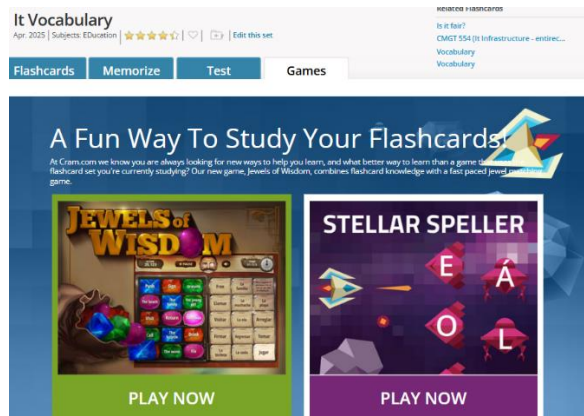 It Vocabulary
Apr. 2025 | Subjects: EDucation |
Edit this set
Related Flashcards
Is it fair?
CMGT 554 (It Infrastructure - entirec...
Vocabulary
Vocabulary
Flashcards
Memorize
Test
Games
A Fun Way To Study Your Flashcards!
At Cram.com we know you are always looking for new ways to help you learn, and what better way to learn than a game th
flashcard set you're currently studying? Our new game, Jewels of Wisdom, combines flashcard knowledge with a fast paced jewel matching
game.
JEWELS of
WISDOM
STELLAR SPELLER
E
Á
O
L
PLAY NOW
PLAY NOW